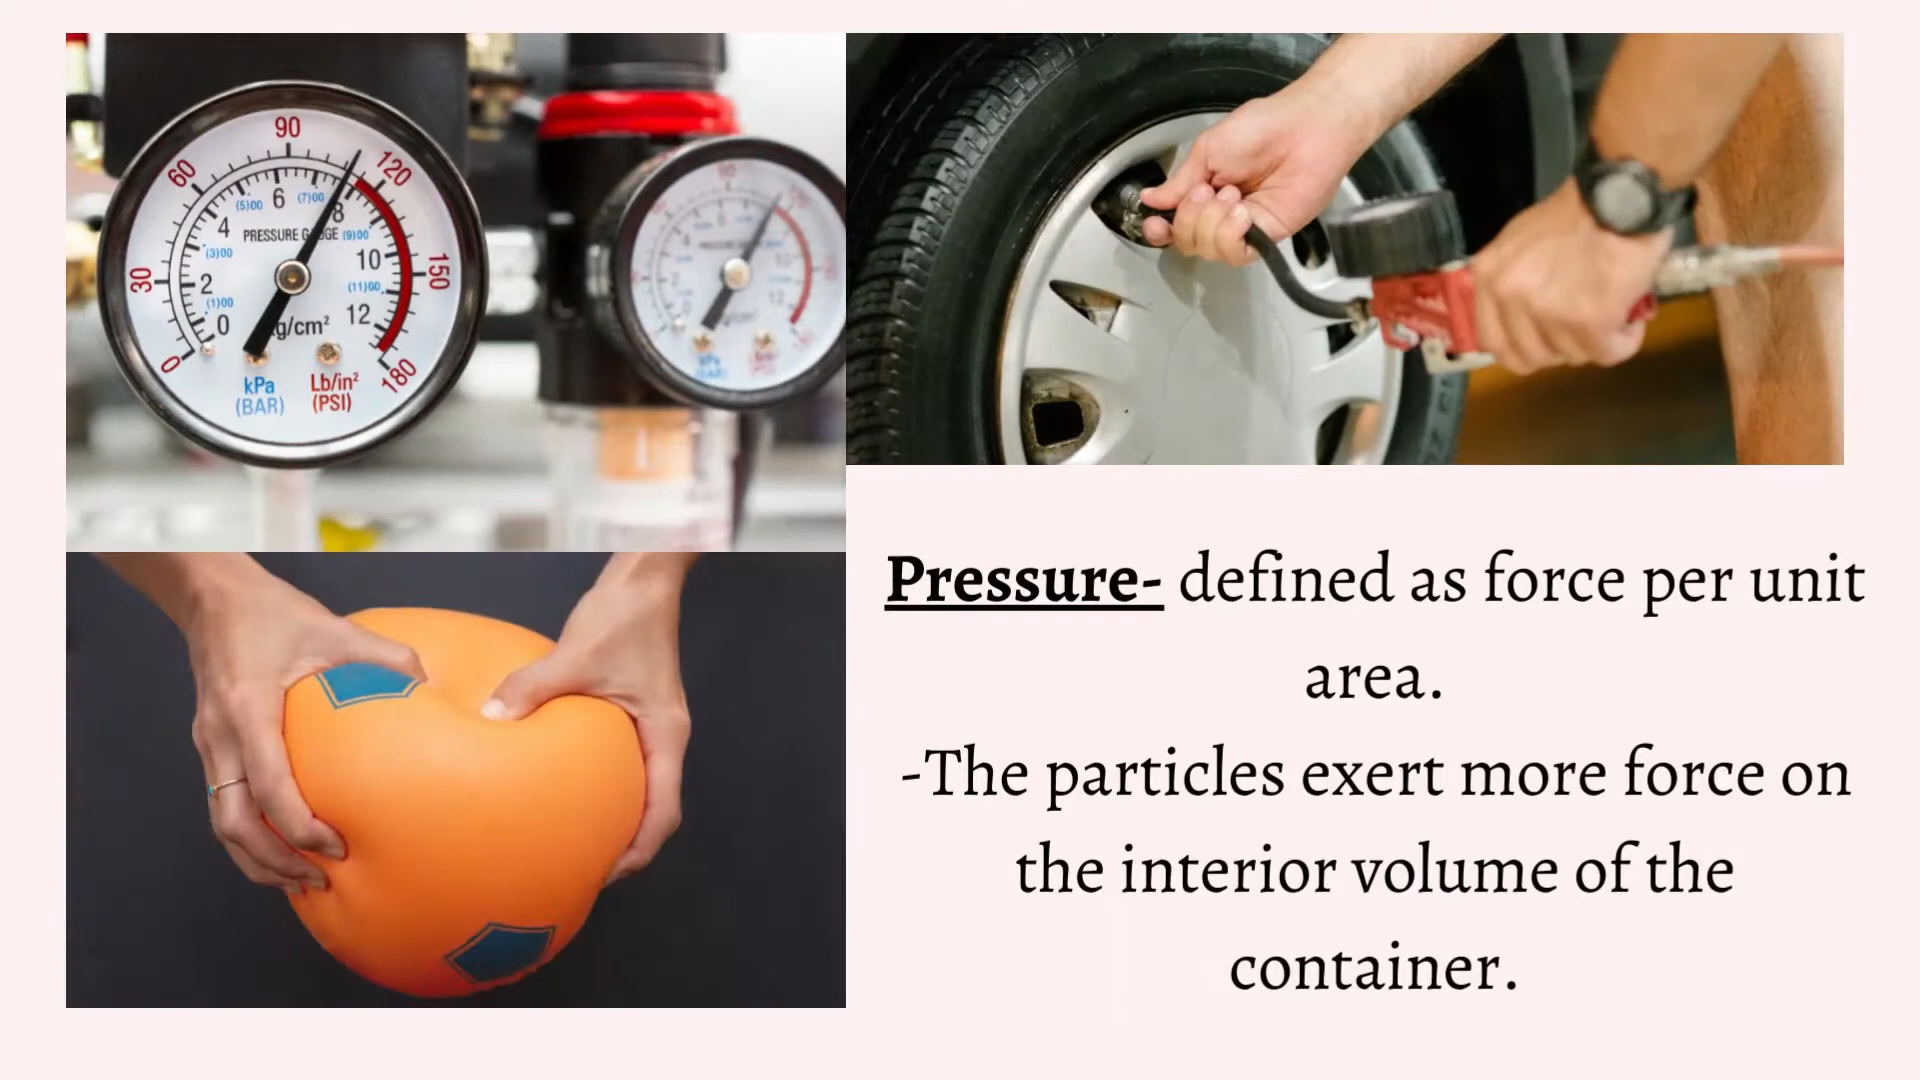 90
60
120
6
(5)00
(7)00
4
8
PRESSURE G
GE
(9)00
(3)00
10
30
150
2
(11)00
(1)00
12
0
g/cm²
0
180
kPa
Lb/in²
(BAR)
(PSI)
Pressure- defined as force per unit
area.
-The particles exert more force on
the interior volume of the
container.